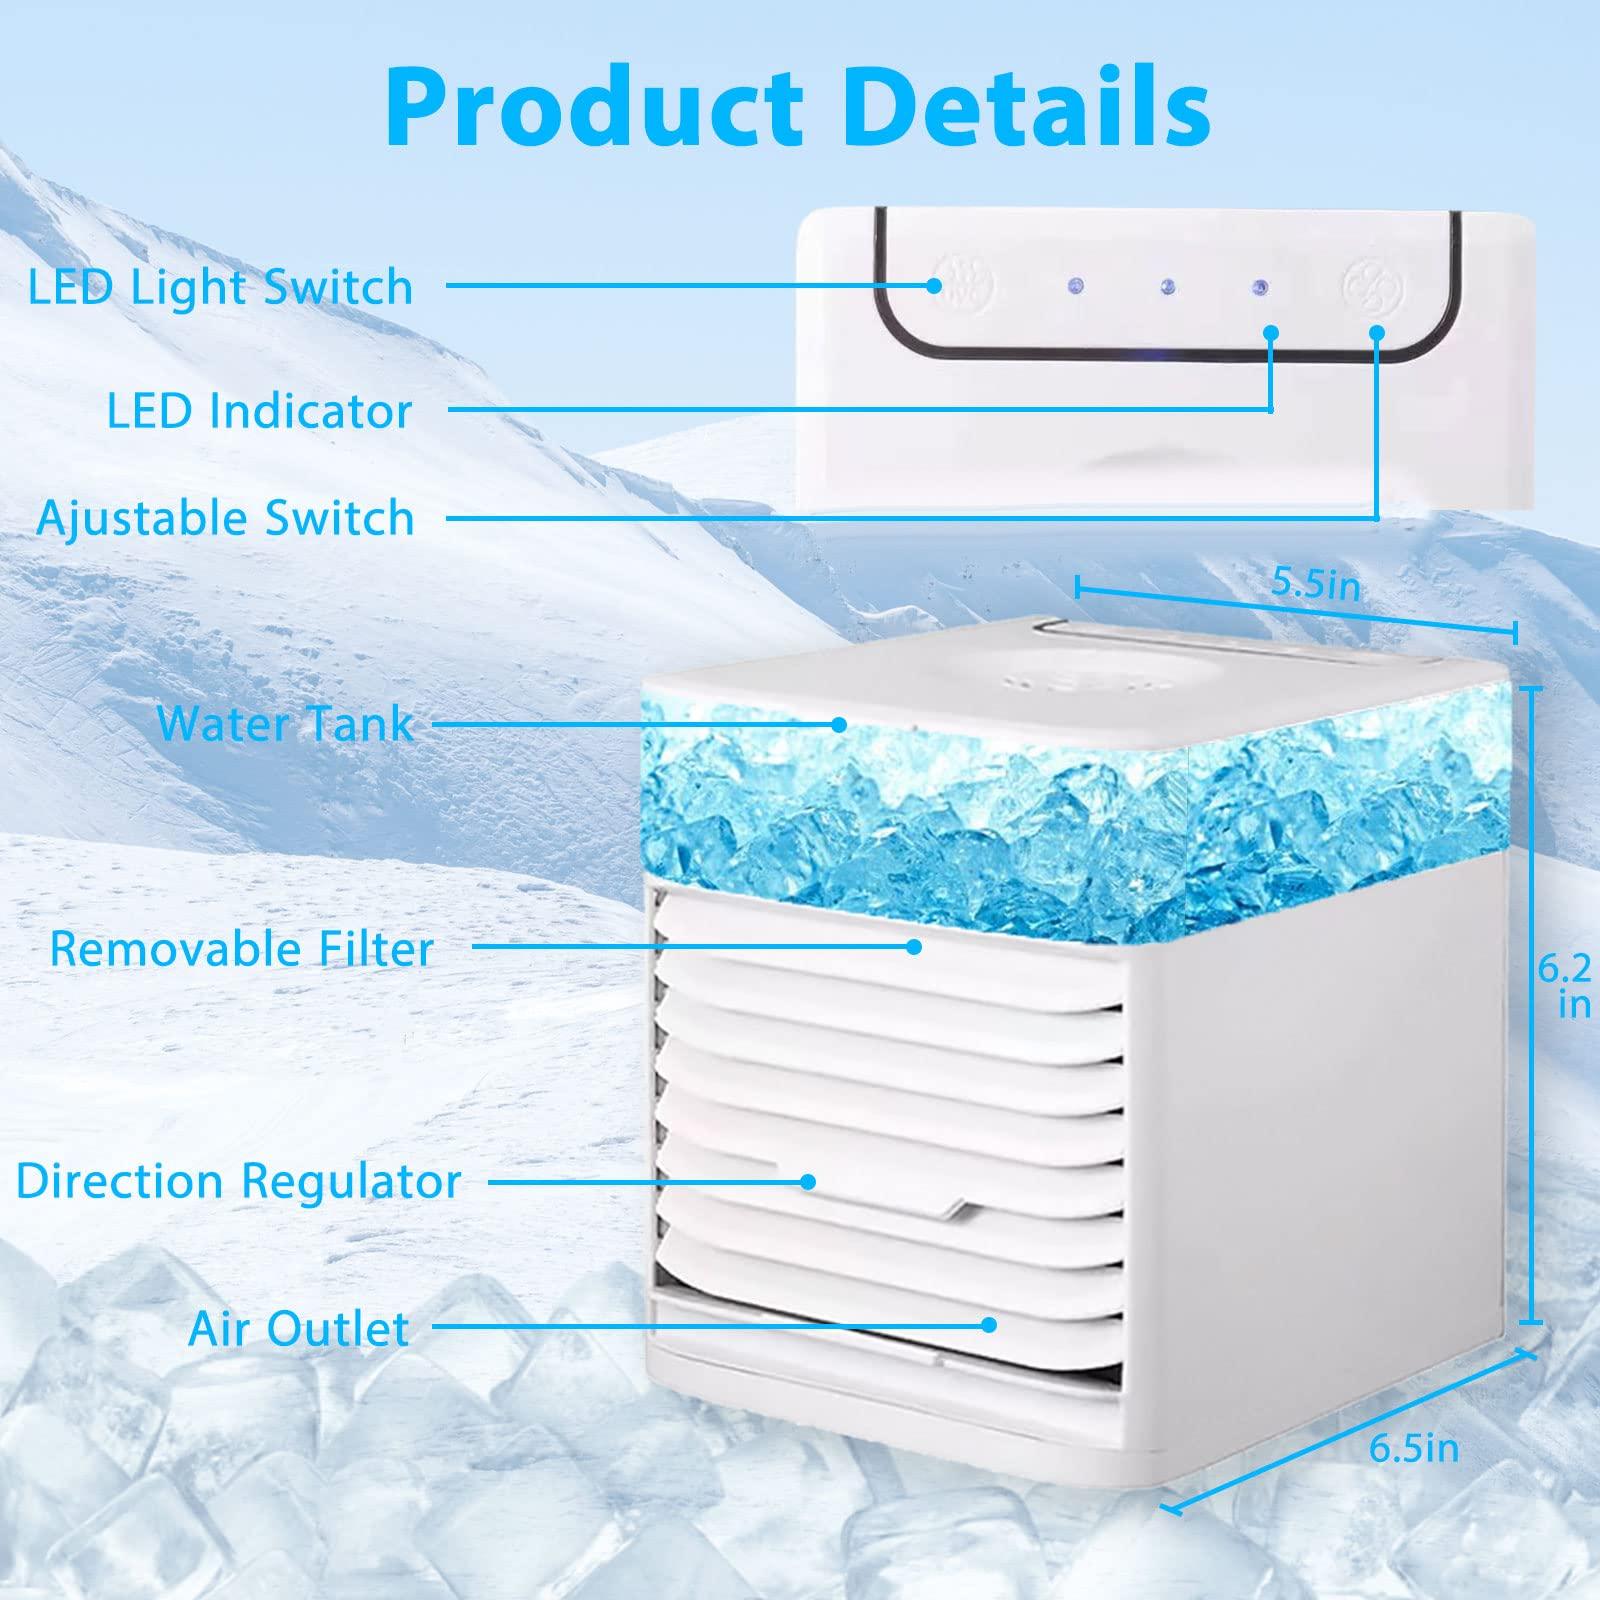 Product Details
LED Light Switch
LED Indicator
Ajustable Switch
5.5in
Water Tank
Removable Filter
6.2
in
Direction Regulator
Air Outlet
6.5in